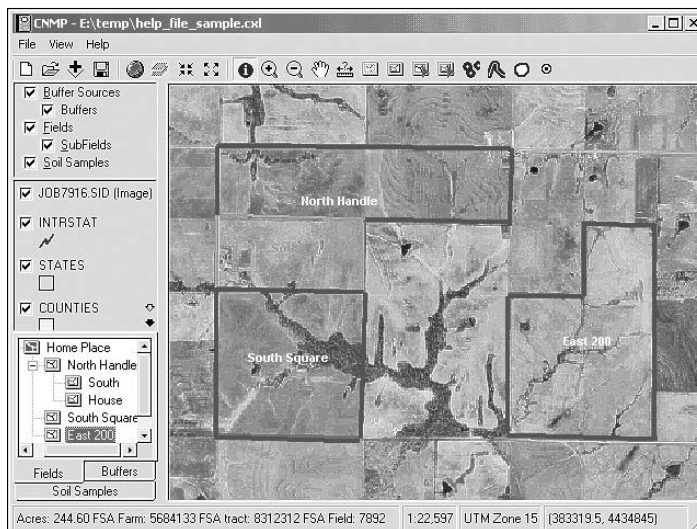 CNMP - E:\temp\help_file_sample.cxl
File View Help
Buffer Sources
Buffers
Fields
SubFields
Soil Samples
JOB7916.SID (Image)
INTRSTAT
STATES
COUNTIES
Home Place
North Handle
South
House
South Square
East 200
Fields Buffers
Soil Samples
North Handle
South Square
East 200
Acres: 244.60 FSA Farm: 5684133 FSA tract: 8312312 FSA Field: 7892 1:22,597 UTM Zone 15 (383319.5, 4434845)